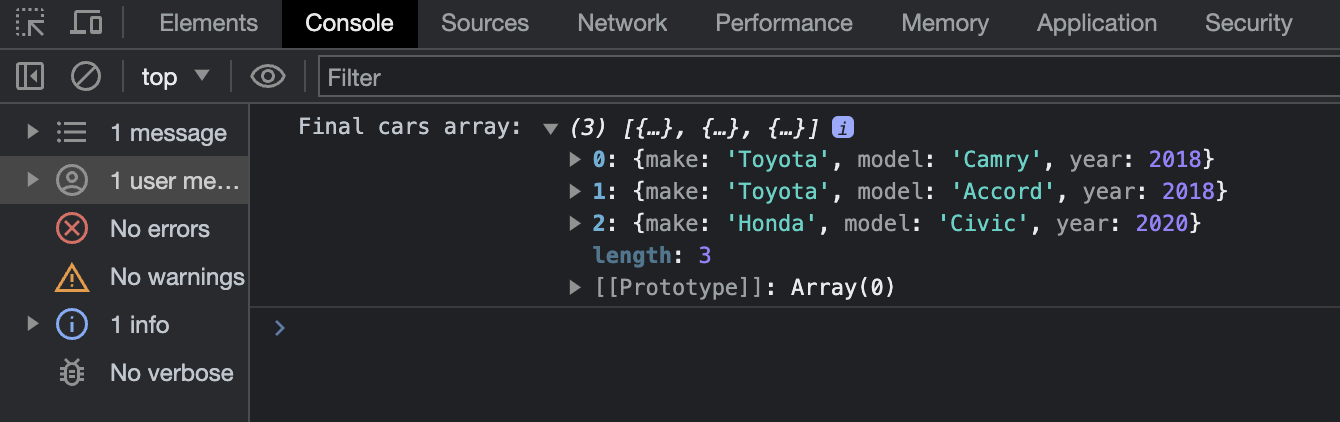 Elements Console Sources Network Performance Memory Application Security
top Filter
1 message
1 user me…
No errors
No warnings
1 info
No verbose
Final cars array: (3) [{…}, {…}, {…}] i
0: {make: 'Toyota', model: 'Camry', year: 2018}
1: {make: 'Toyota', model: 'Accord', year: 2018}
2: {make: 'Honda', model: 'Civic', year: 2020}
length: 3
[[Prototype]]: Array(0)